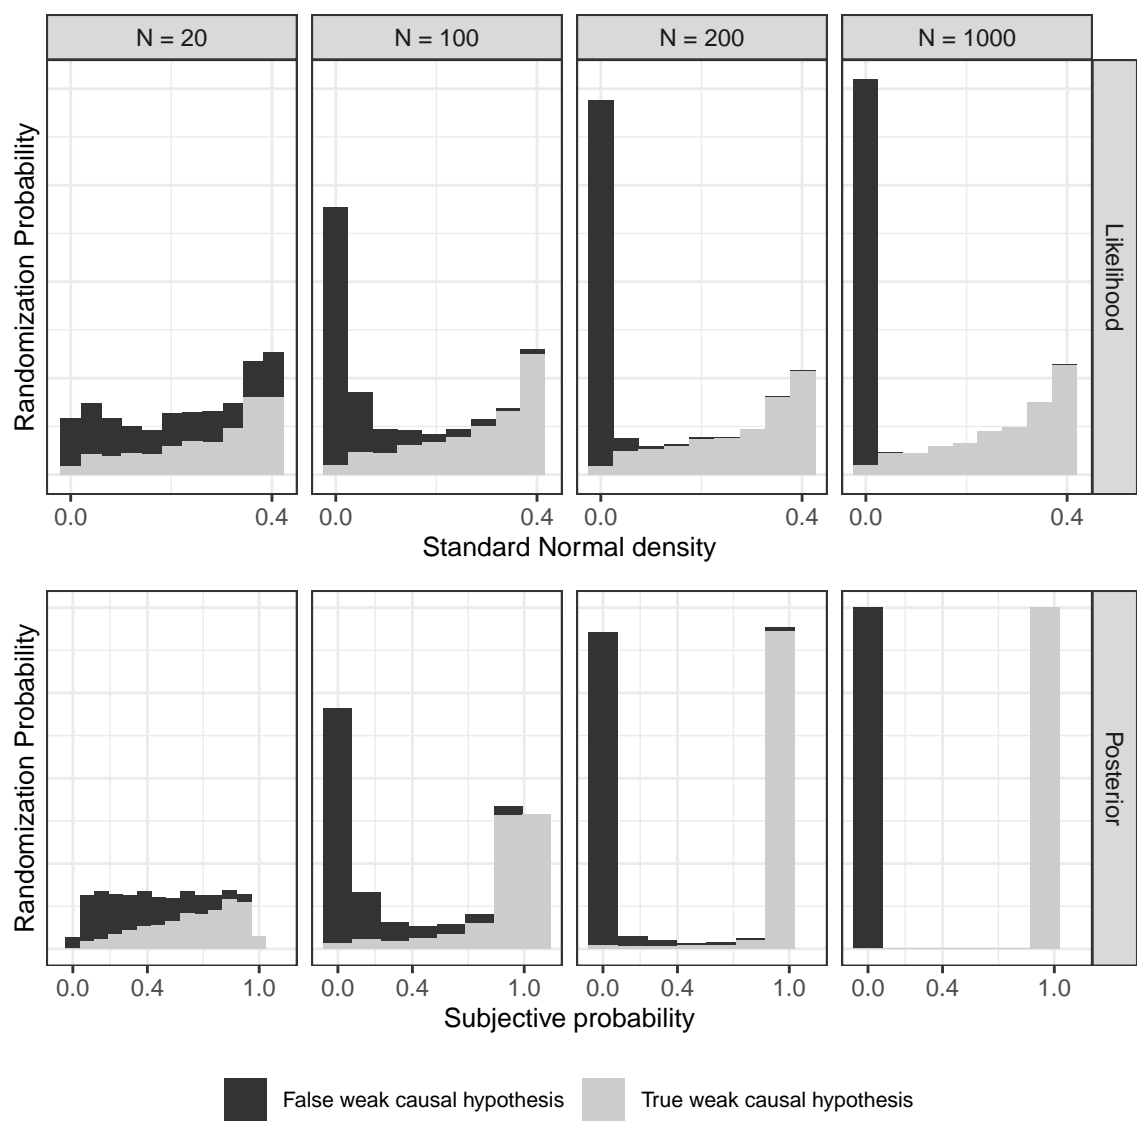 N = 20
N = 100
N = 200
N = 1000
Randomization Probability
Likelihood
0.0 0.4
0.0 0.4
0.0 0.4
0.0 0.4
Standard Normal density
Randomization Probability
Posterior
0.0 0.4 1.0
0.0 0.4 1.0
0.0 0.4 1.0
0.0 0.4 1.0
Subjective probability
False weak causal hypothesis
True weak causal hypothesis